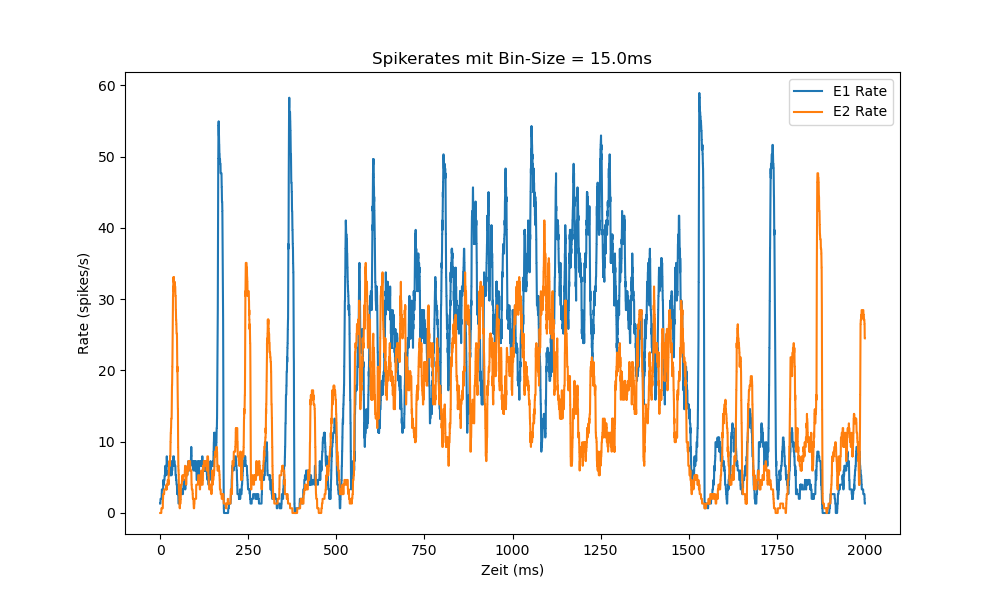 Spikerates mit Bin-Size = 15.0ms
E1 Rate
E2 Rate
60
50
40
30
20
10
0
Rate (spikes/s)
0 250 500 750 1000 1250 1500 1750 2000
Zeit (ms)